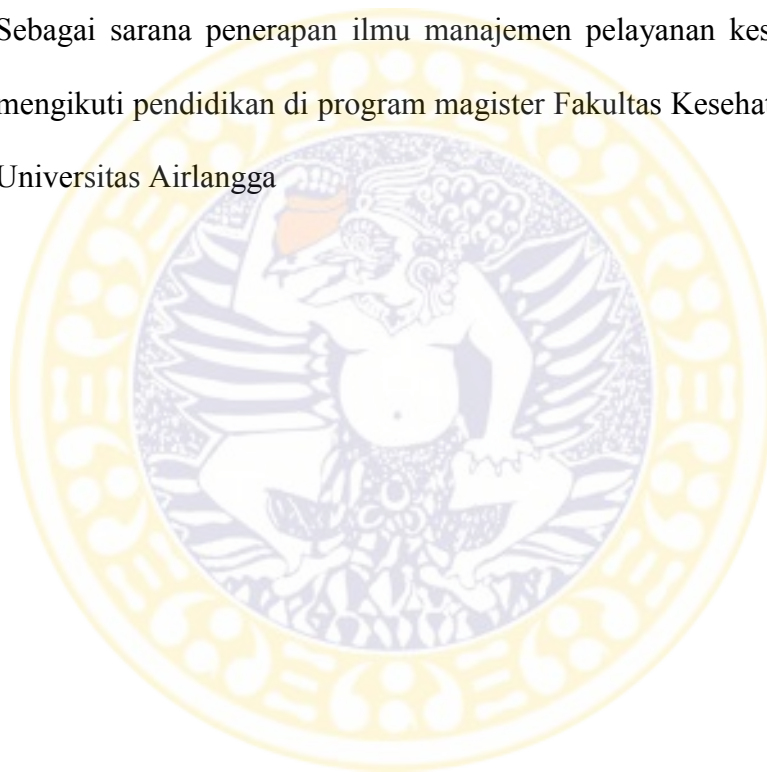 Sebagai sarana penerapan ilmu manajemen pelayanan kes
mengikuti pendidikan di program magister Fakultas Kesehat
Universitas Airlangga